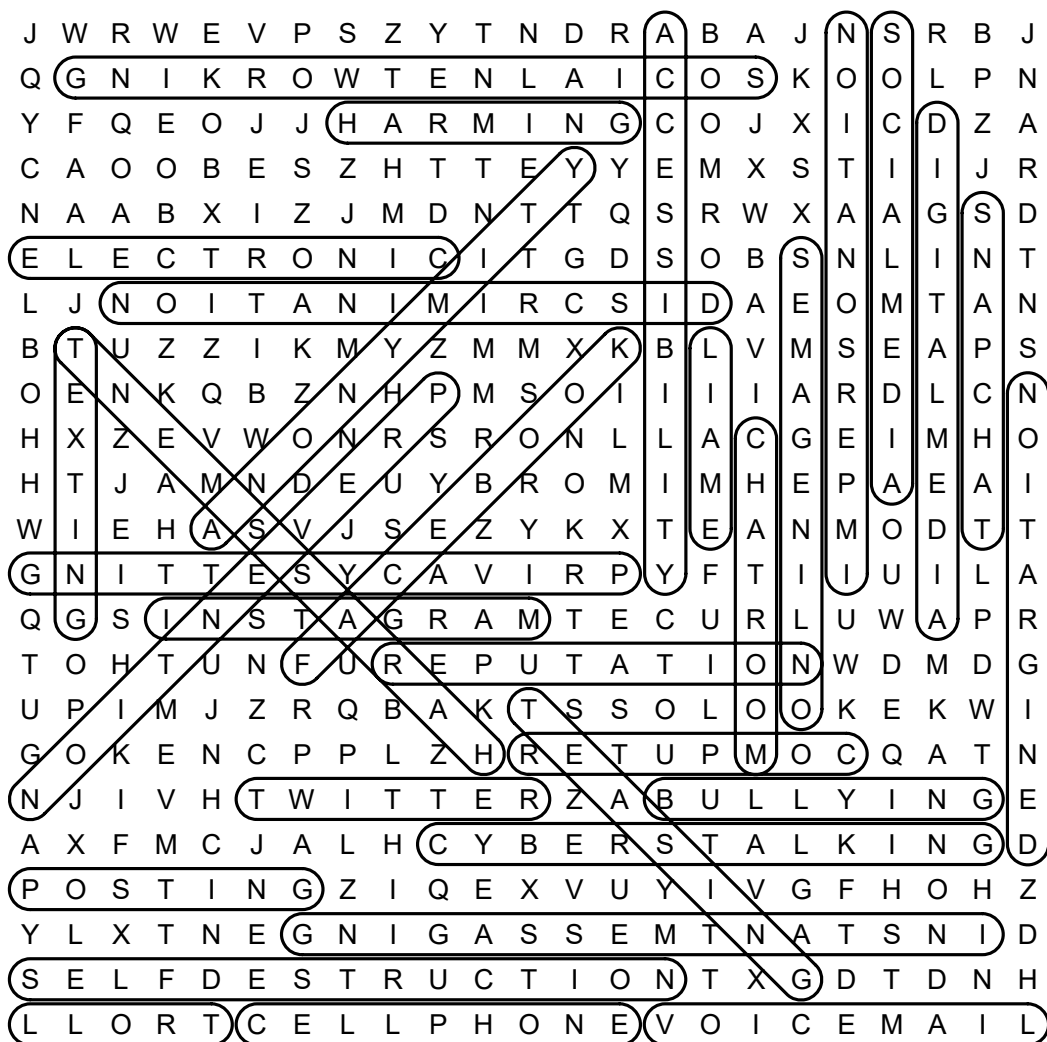 J W R W E V P S Z Y T N D R A B A J N S R B J
Q G N I K R O W T E N L A I C O S K O O L P N
Y F Q E O J J H A R M I N G C O J X I C D Z A
C A O O B E S Z H T T E Y Y E M X S T I I J R
N A A B X I Z J M D N T T Q S R W X A A G S D
E L E C T R O N I C I T G D S O B S N L I N T
L J N O I T A N I M I R C S I D A E O M T A N
B T U Z Z I K M Y Z M M X K B L V M S E A P S
O E N K Q B Z N H P M S O I I I I A R D L C N
H X Z E V W O N R S R O N L L A C G E I M H O
H T J A M N D E U Y B R O M I M H E P A E A I
W I E H A S V J S E Z Y K X T E A N M O D T T
G N I T T E S Y C A V I R P Y F T I I U I L A
Q G S I N S T A G R A M T E C U R L U W A P R
T O H T U N F U R E P U T A T I O N W D M D G
U P I M J Z R Q B A K T S S O L O O K E K W I
G O K E N C P P L Z H R E T U P M O C Q A T N
N J I V H T W I T T E R Z A B U L L Y I N G E
A X F M C J A L H C Y B E R S T A L K I N G D
P O S T I N G Z I Q E X V U Y I V G F H O H Z
Y L X T N E G N I G A S S E M T N A T S N I D
S E L F D E S T R U C T I O N T X G D T D N H
L L O R T C E L L P H O N E V O I C E M A I L